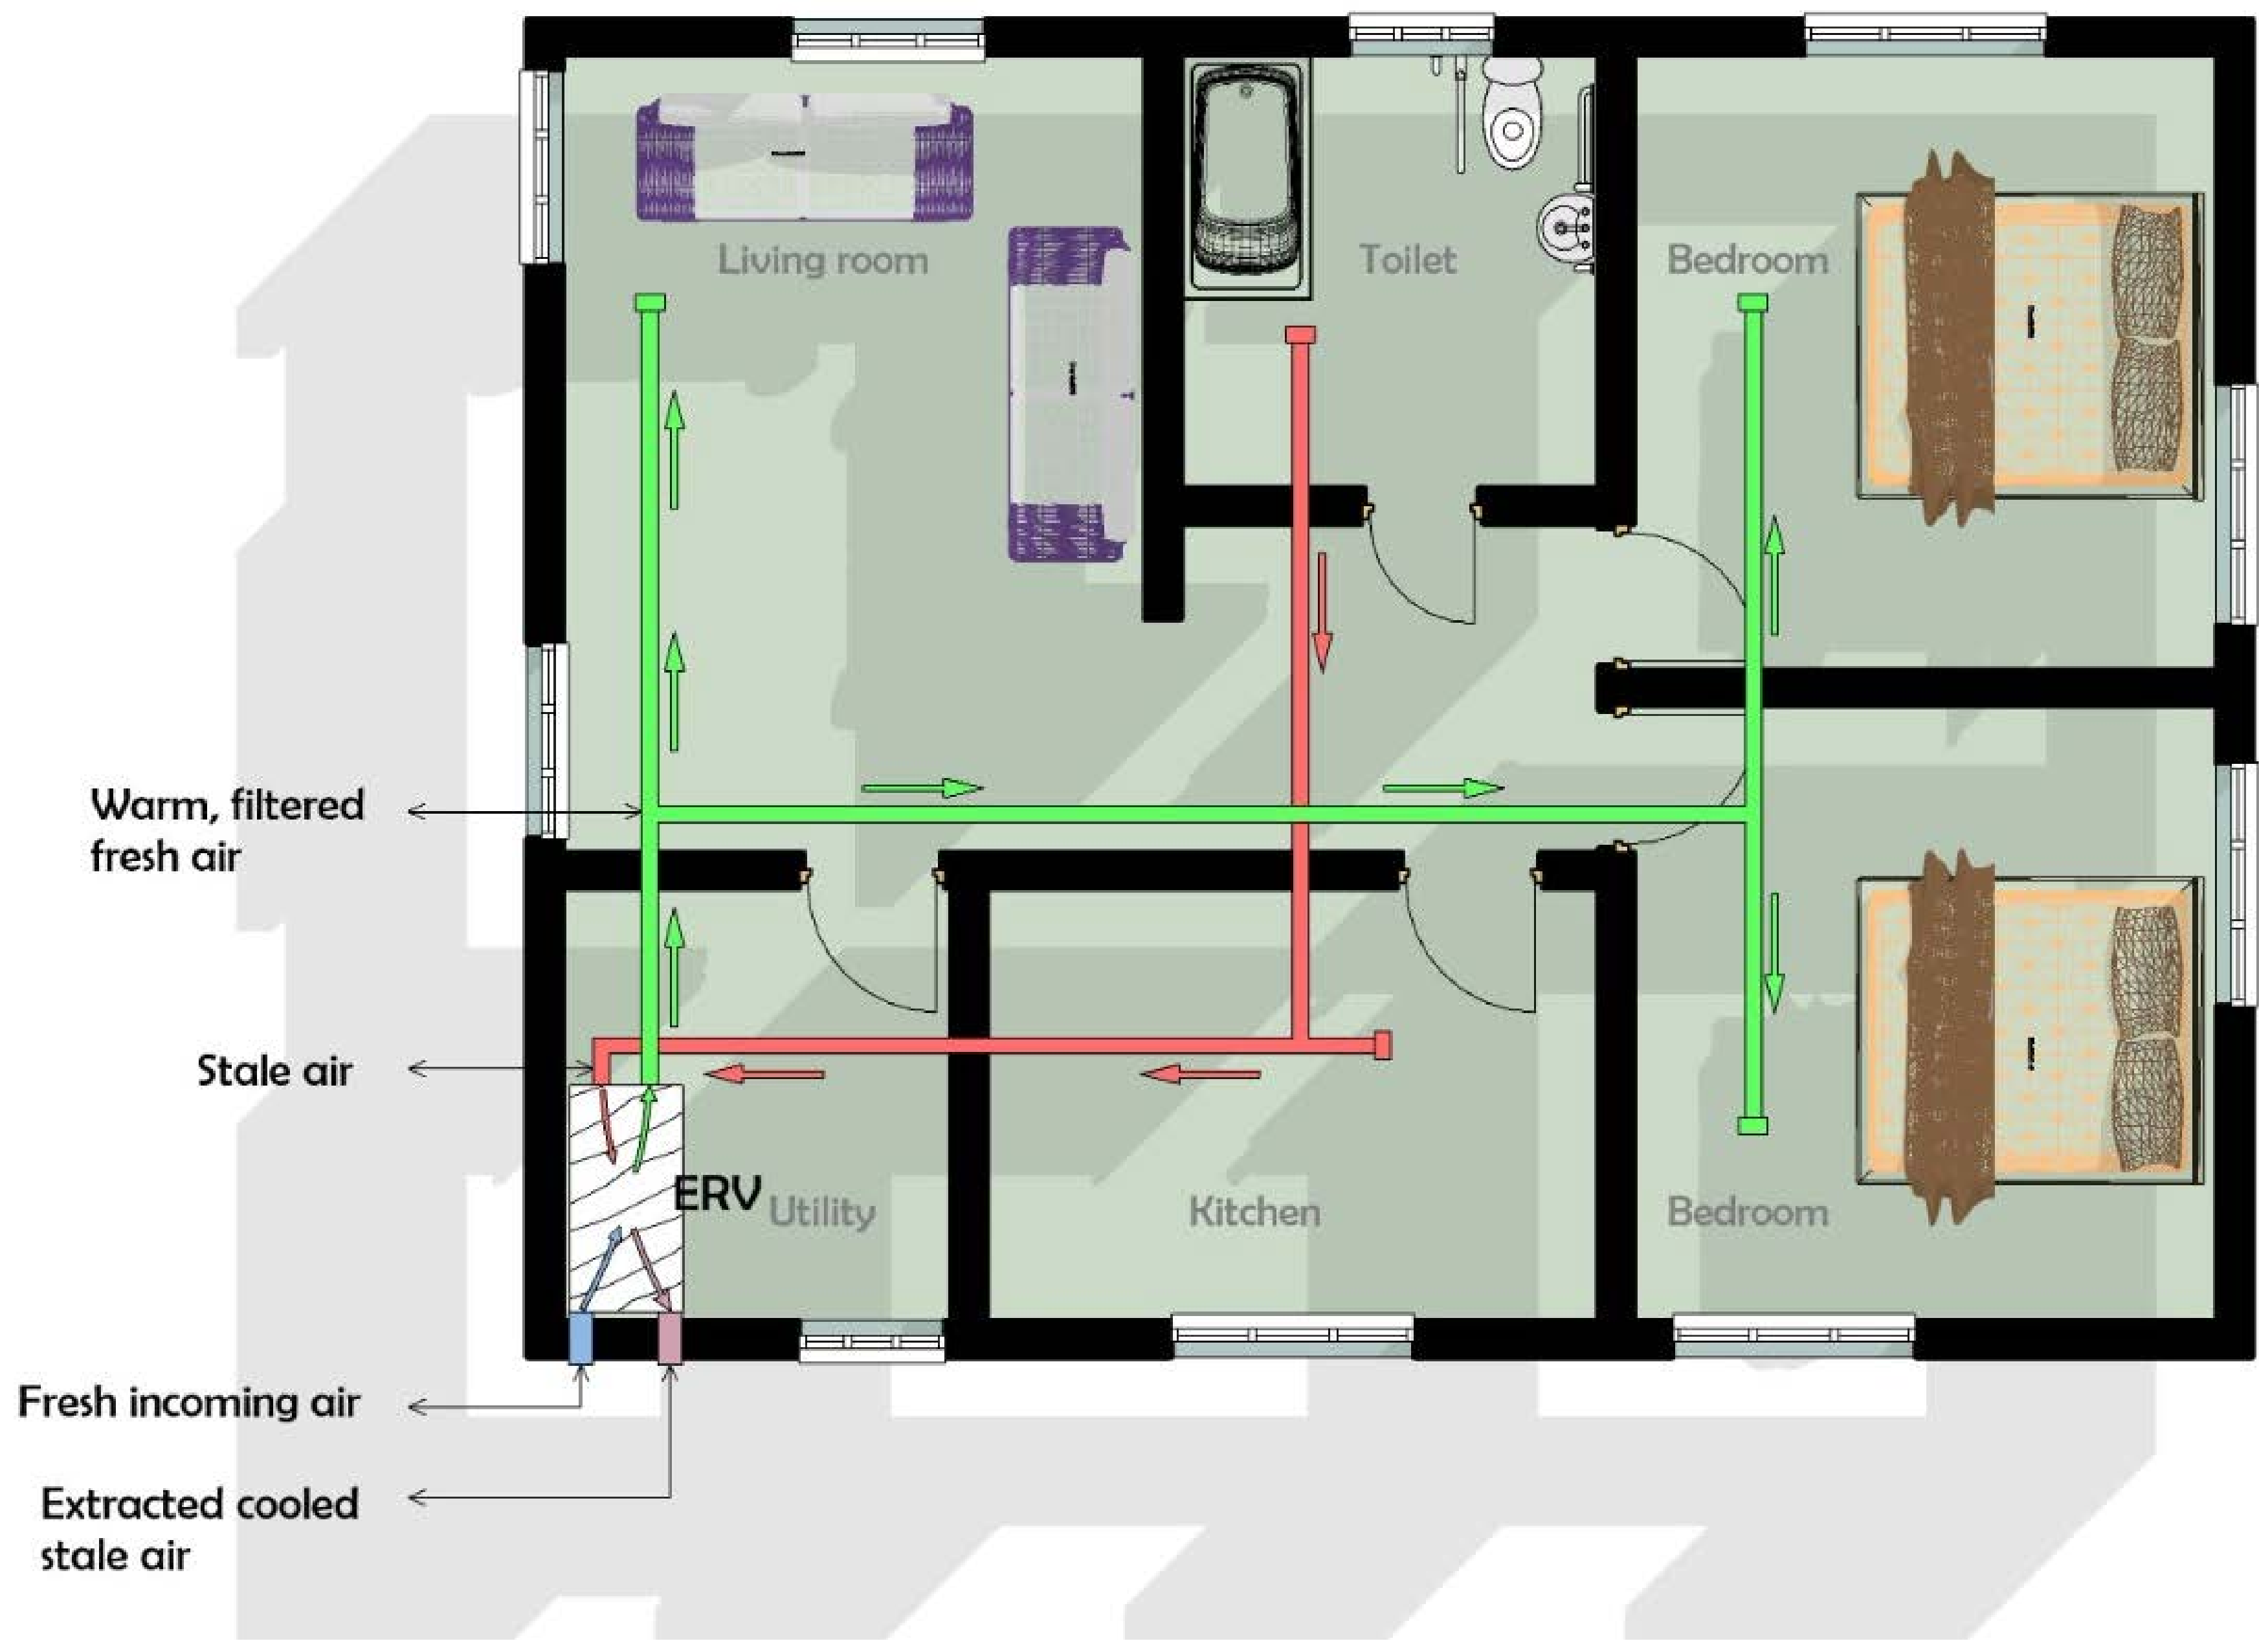 Living room
Toilet
Bedroom
Warm, filtered
fresh air
Stale air
ERV
Utility
Kitchen
Bedroom
Fresh incoming air
Extracted cooled
stale air